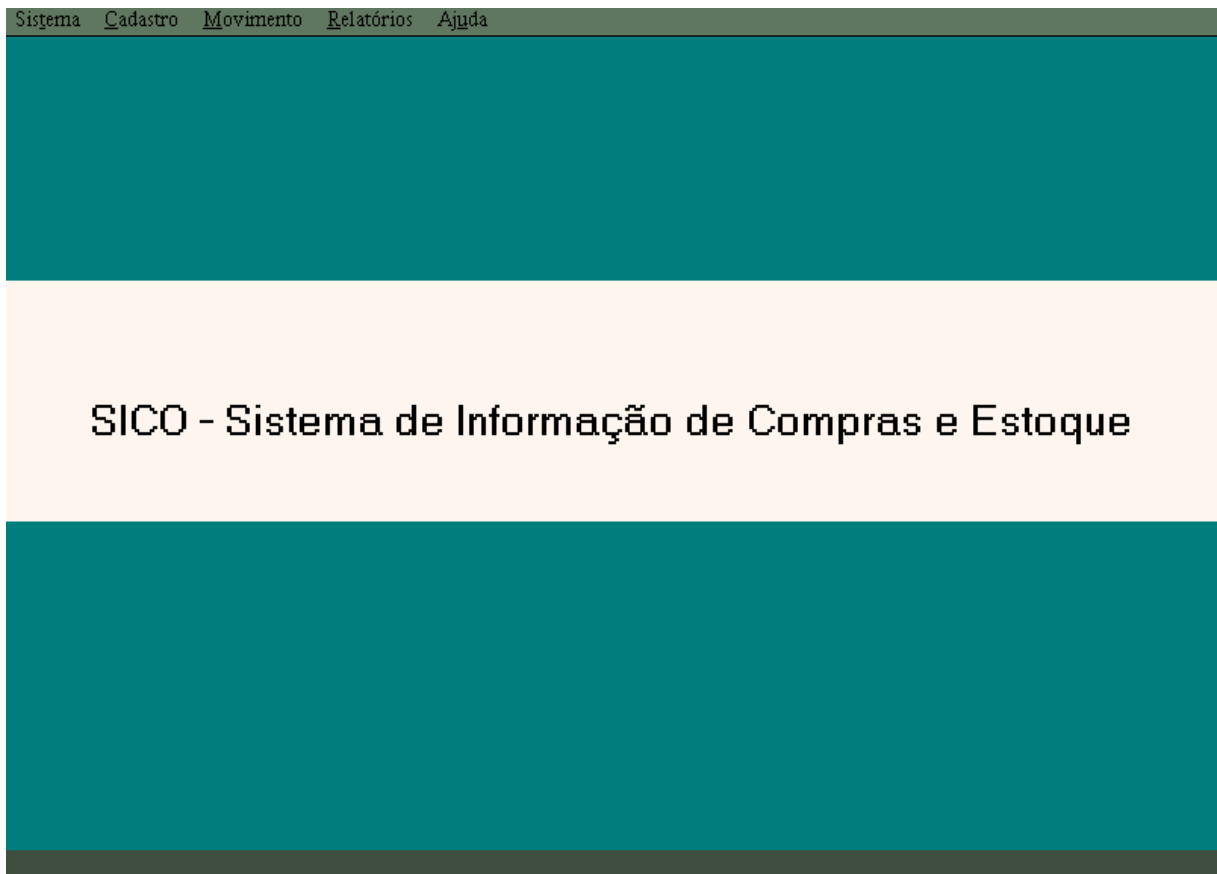 Sistema Cadastro Movimento Relatórios Ajuda
SICO - Sistema de Informação de Compras e Estoque